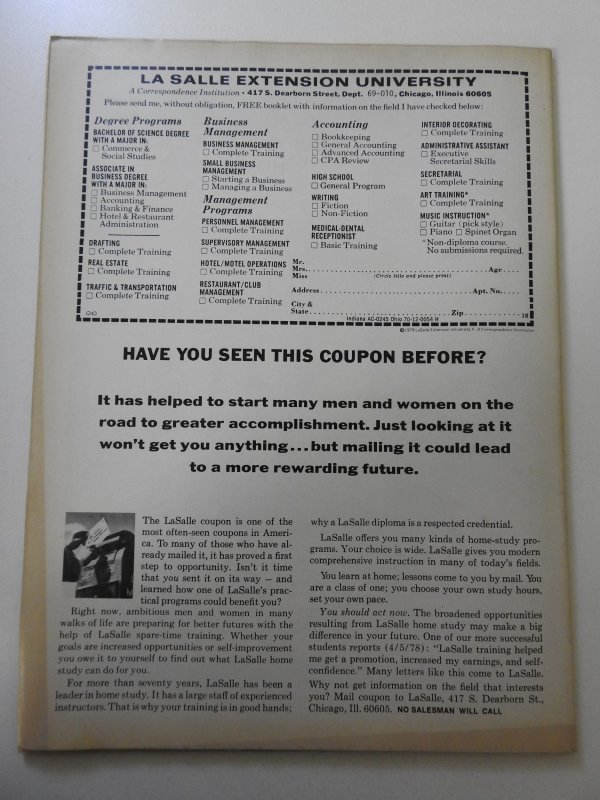 LA SALLE EXTENSION UNIVERSITY
A Correspondence Institution • 417 S. Dearborn Street, Dept. 69-010, Chicago, Illinois 60605
Please send me, without obligation, FREE booklet with information on the field I have checked below:
Degree Programs
BACHELOR OF SCIENCE DEGREE
WITH A MAJOR IN:
☐ Commerce &
Social Studies
ASSOCIATE IN
BUSINESS DEGREE
WITH A MAJOR IN:
☐ Business Management
☐ Accounting
☐ Banking & Finance
☐ Hotel & Restaurant
Administration
DRAFTING
☐ Complete Training
REAL ESTATE
☐ Complete Training
TRAFFIC & TRANSPORTATION
☐ Complete Training
Business
Management
BUSINESS MANAGEMENT
☐ Complete Training
SMALL BUSINESS
MANAGEMENT
☐ Starting a Business
☐ Managing a Business
Management
Programs
PERSONNEL MANAGEMENT
☐ Complete Training
SUPERVISORY MANAGEMENT
☐ Complete Training
HOTEL/MOTEL OPERATIONS
☐ Complete Training
RESTAURANT/CLUB
MANAGEMENT
☐ Complete Training
Accounting
☐ Bookkeeping
☐ General Accounting
☐ Advanced Accounting
☐ CPA Review
HIGH SCHOOL
☐ General Program
WRITING
☐ Fiction
☐ Non-Fiction
MEDICAL-DENTAL
RECEPTIONIST
☐ Basic Training
INTERIOR DECORATING
☐ Complete Training
ADMINISTRATIVE ASSISTANT
☐ Executive
Secretarial Skills
SECRETARIAL
☐ Complete Training
ART TRAINING*
☐ Complete Training
MUSIC INSTRUCTION*
☐ Guitar (pick style)
☐ Piano ☐ Spinet Organ
*Non-diploma course.
No submissions required.
Mr.
Mrs. Age
Miss (Circle title and please print)
Address Apt. No.
City &
State Zip 18
Indiana AC-0245 Ohio 70-12-0054 H
©1979 LaSalle Extension University • A Correspondence Institution
HAVE YOU SEEN THIS COUPON BEFORE?
It has helped to start many men and women on the
road to greater accomplishment. Just looking at it
won't get you anything...but mailing it could lead
to a more rewarding future.
The LaSalle coupon is one of the
most often-seen coupons in Ameri-
ca. To many of those who have al-
ready mailed it, it has proved a first
step to opportunity. Isn't it time
that you sent it on its way — and
learned how one of LaSalle's prac-
tical programs could benefit you?
Right now, ambitious men and women in many
walks of life are preparing for better futures with the
help of LaSalle spare-time training. Whether your
goals are increased opportunities or self-improvement
you owe it to yourself to find out what LaSalle home
study can do for you.
For more than seventy years, LaSalle has been a
leader in home study. It has a large staff of experienced
instructors. That is why your training is in good hands;
why a LaSalle diploma is a respected credential.
LaSalle offers you many kinds of home-study pro-
grams. Your choice is wide. LaSalle gives you modern
comprehensive instruction in many of today's fields.
You learn at home; lessons come to you by mail. You
are a class of one; you choose your own study hours,
set your own pace.
You should act now. The broadened opportunities
resulting from LaSalle home study may make a big
difference in your future. One of our more successful
students reports (4/5/78): "LaSalle training helped
me get a promotion, increased my earnings, and self-
confidence." Many letters like this come to LaSalle.
Why not get information on the field that interests
you? Mail coupon to LaSalle, 417 S. Dearborn St.,
Chicago, Ill. 60605. NO SALESMAN WILL CALL